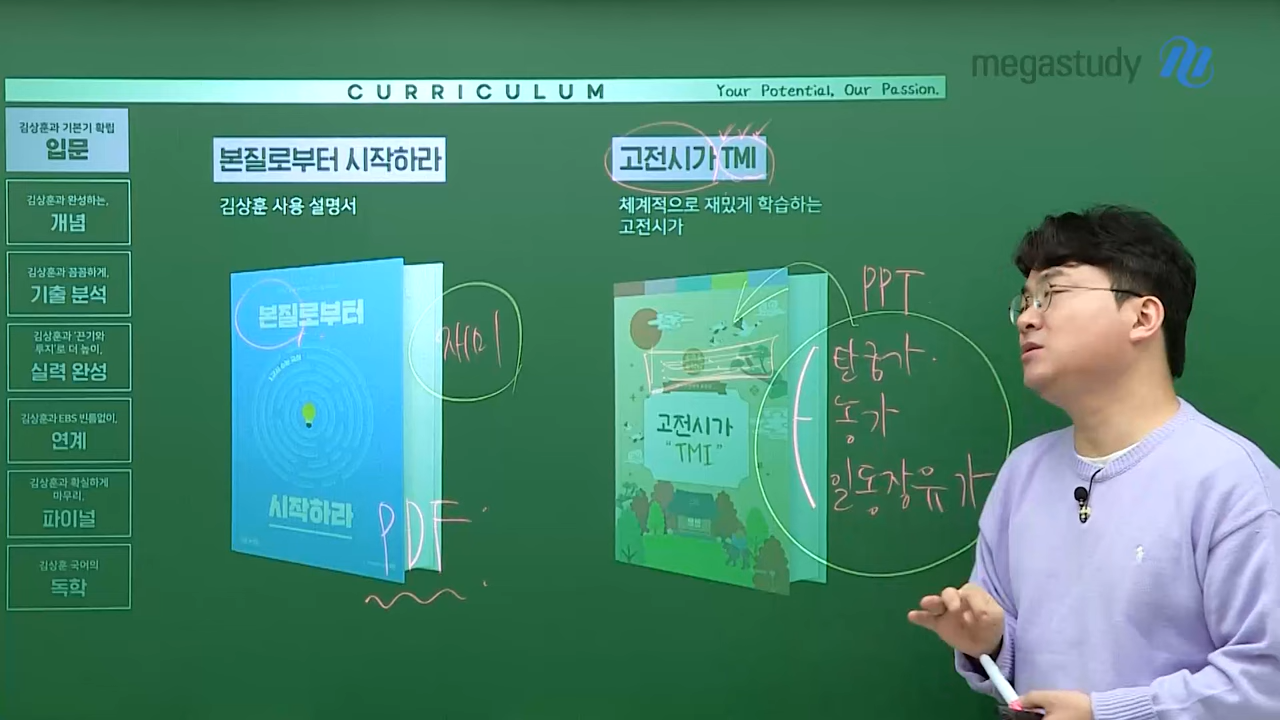 megastudy
CURRICULUM
Your Potential, Our Passion.
김상훈과 기본기 확립
입문
김상훈과 완성하는,
개념
김상훈과 꼼꼼하게,
기출 분석
김상훈과 '끈기와
투지'로 더 높이,
실력 완성
김상훈과 EBS 빈틈없이,
연계
김상훈과 확실하게
마무리,
파이널
김상훈 국어의
독학
본질로부터 시작하라
김상훈 사용 설명서
본질로부터
시작하라
재미
PDF
고전시가 TMI
체계적으로 재밌게 학습하는
고전시가
고전시가
"TMI"
PPT
탄궁가
농가
일동장유가